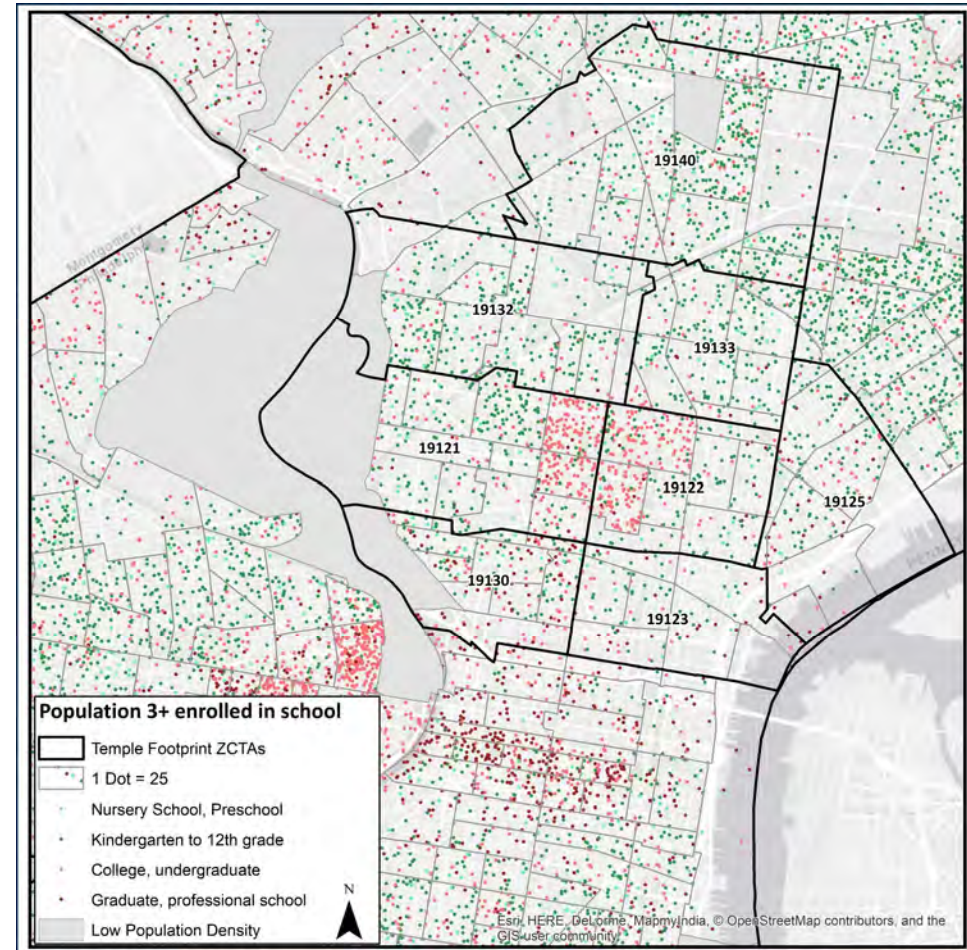 19140
Montgomery
19132
19133
19121
19122
19125
19130
19123
Population 3+ enrolled in school
Temple Footprint ZCTAs
1 Dot = 25
Nursery School, Preschool
Kindergarten to 12th grade
College, undergraduate
Graduate, professional school
Low Population Density
N
Esri, HERE, DeLorme, MapmyIndia, © OpenStreetMap contributors, and the
GIS user community